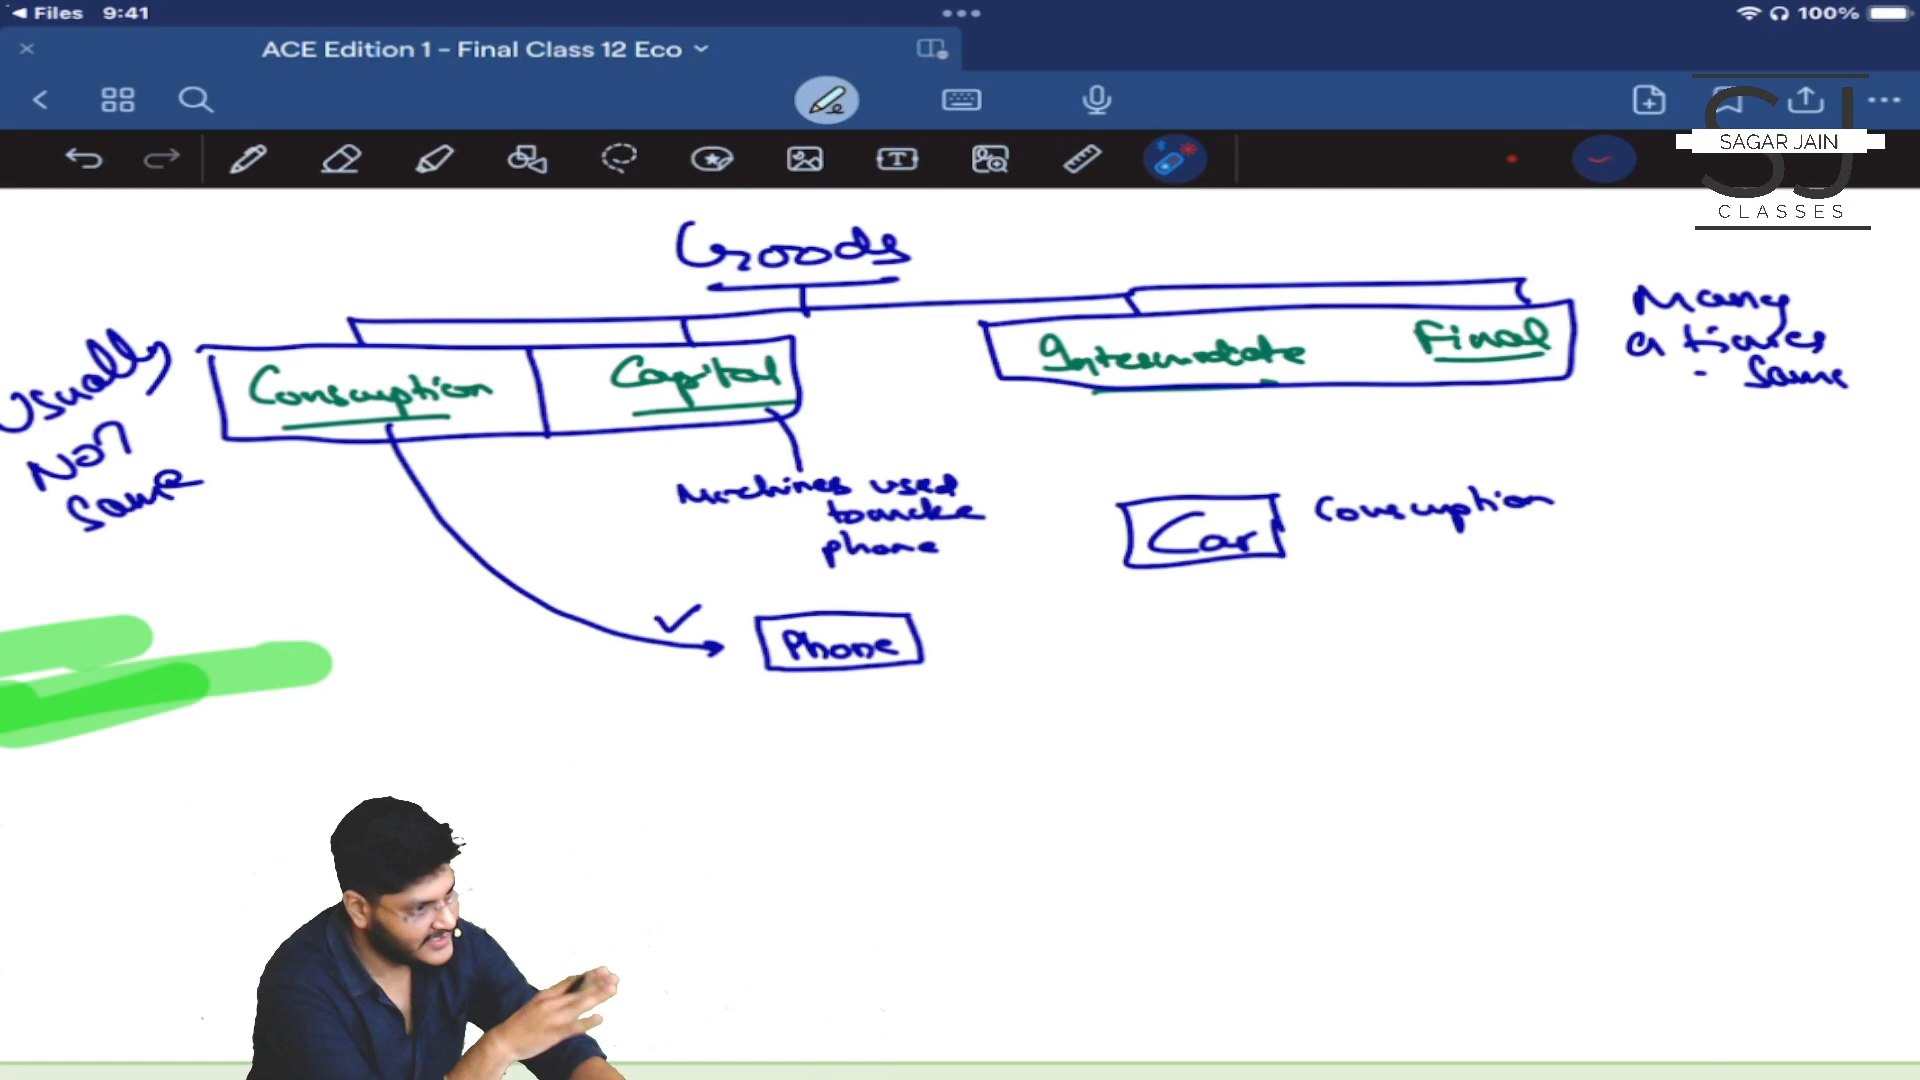 Files 9:41
100%
ACE Edition 1 - Final Class 12 Eco
SAGAR JAIN
SJ
CLASSES
Goods
Usually
Not
Same
Consumption
Capital
Intermediate
Final
Many
a times
Same
Machines used
to make
phone
Car
Consumption
Phone